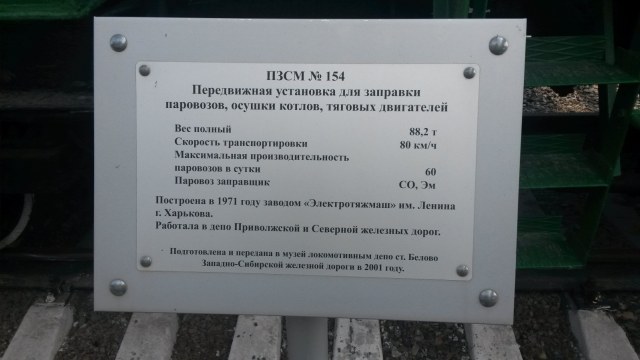 ПЗСМ № 154
Передвижная установка для заправки
паровозов, осушки котлов, тяговых двигателей
Вес полный 88,2 т
Скорость транспортировки 80 км/ч
Максимальная производительность
паровозов в сутки 60
Паровоз заправщик СО, Эм
Построена в 1971 году заводом «Электротяжмаш» им. Ленина
г. Харькова.
Работала в депо Приволжской и Северной железных дорог.
Подготовлена и передана в музей локомотивным депо ст. Белово
Западно-Сибирской железной дороги в 2001 году.